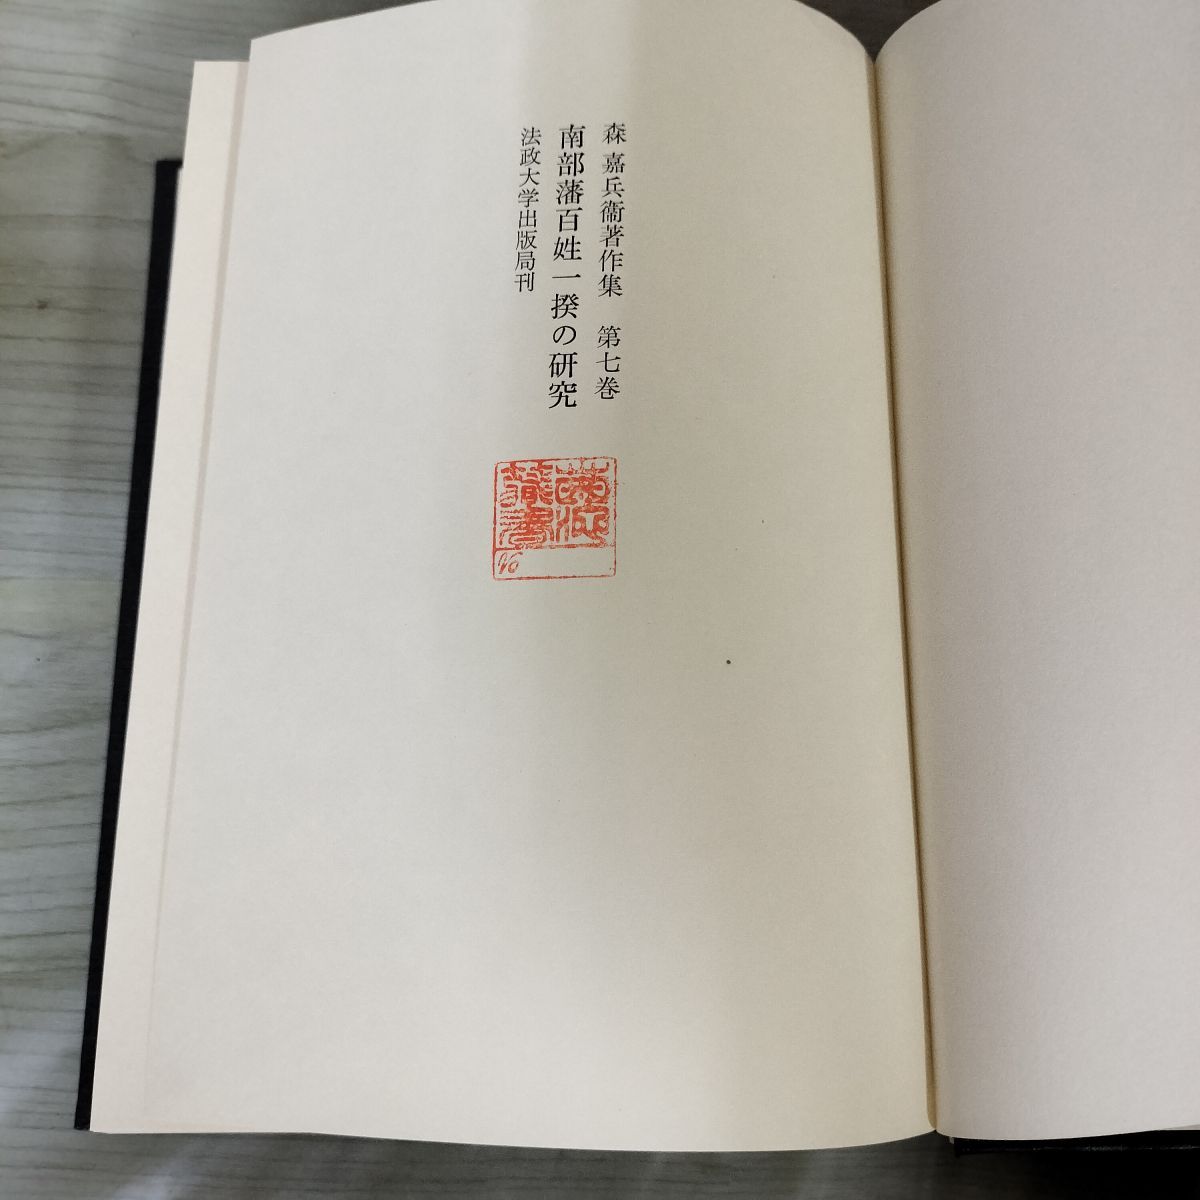 森 嘉兵衞著作集 第七巻
南部藩百姓一揆の研究
法政大学出版局刊